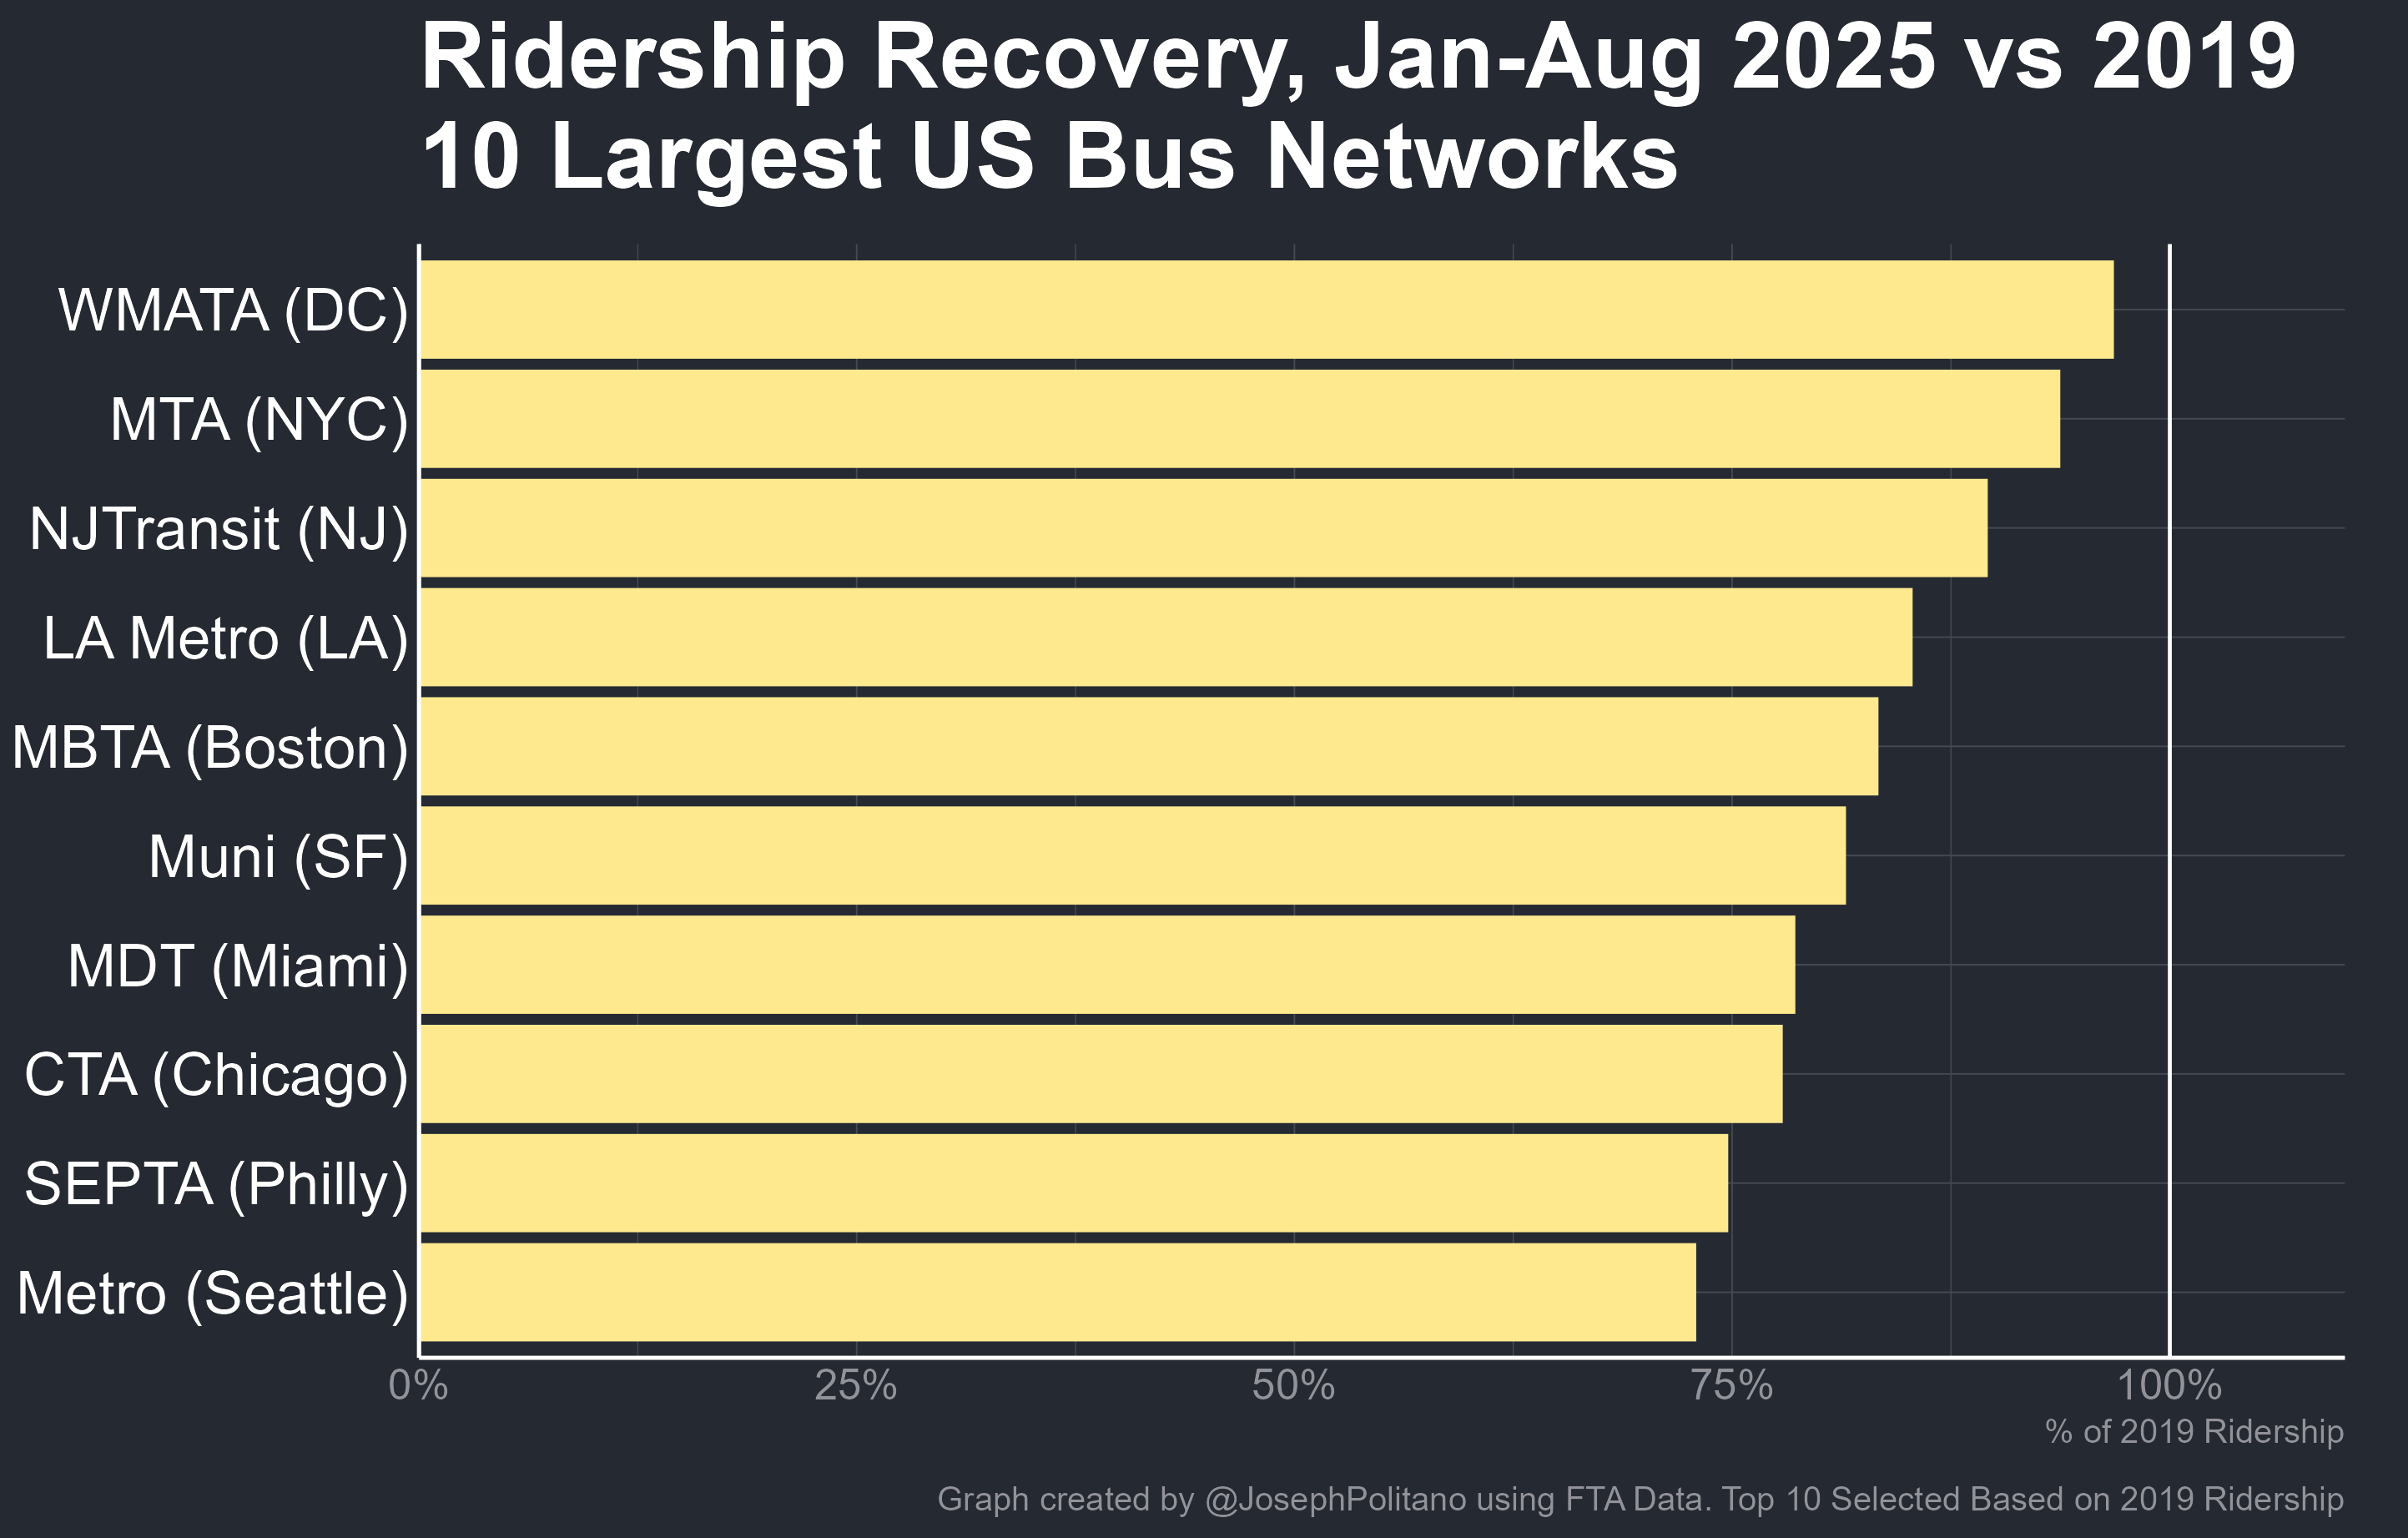 Ridership Recovery, Jan-Aug 2025 vs 2019
10 Largest US Bus Networks
WMATA (DC)
MTA (NYC)
NJTransit (NJ)
LA Metro (LA)
MBTA (Boston)
Muni (SF)
MDT (Miami)
CTA (Chicago)
SEPTA (Philly)
Metro (Seattle)
0% 25% 50% 75% 100%
% of 2019 Ridership
Graph created by @JosephPolitano using FTA Data. Top 10 Selected Based on 2019 Ridership